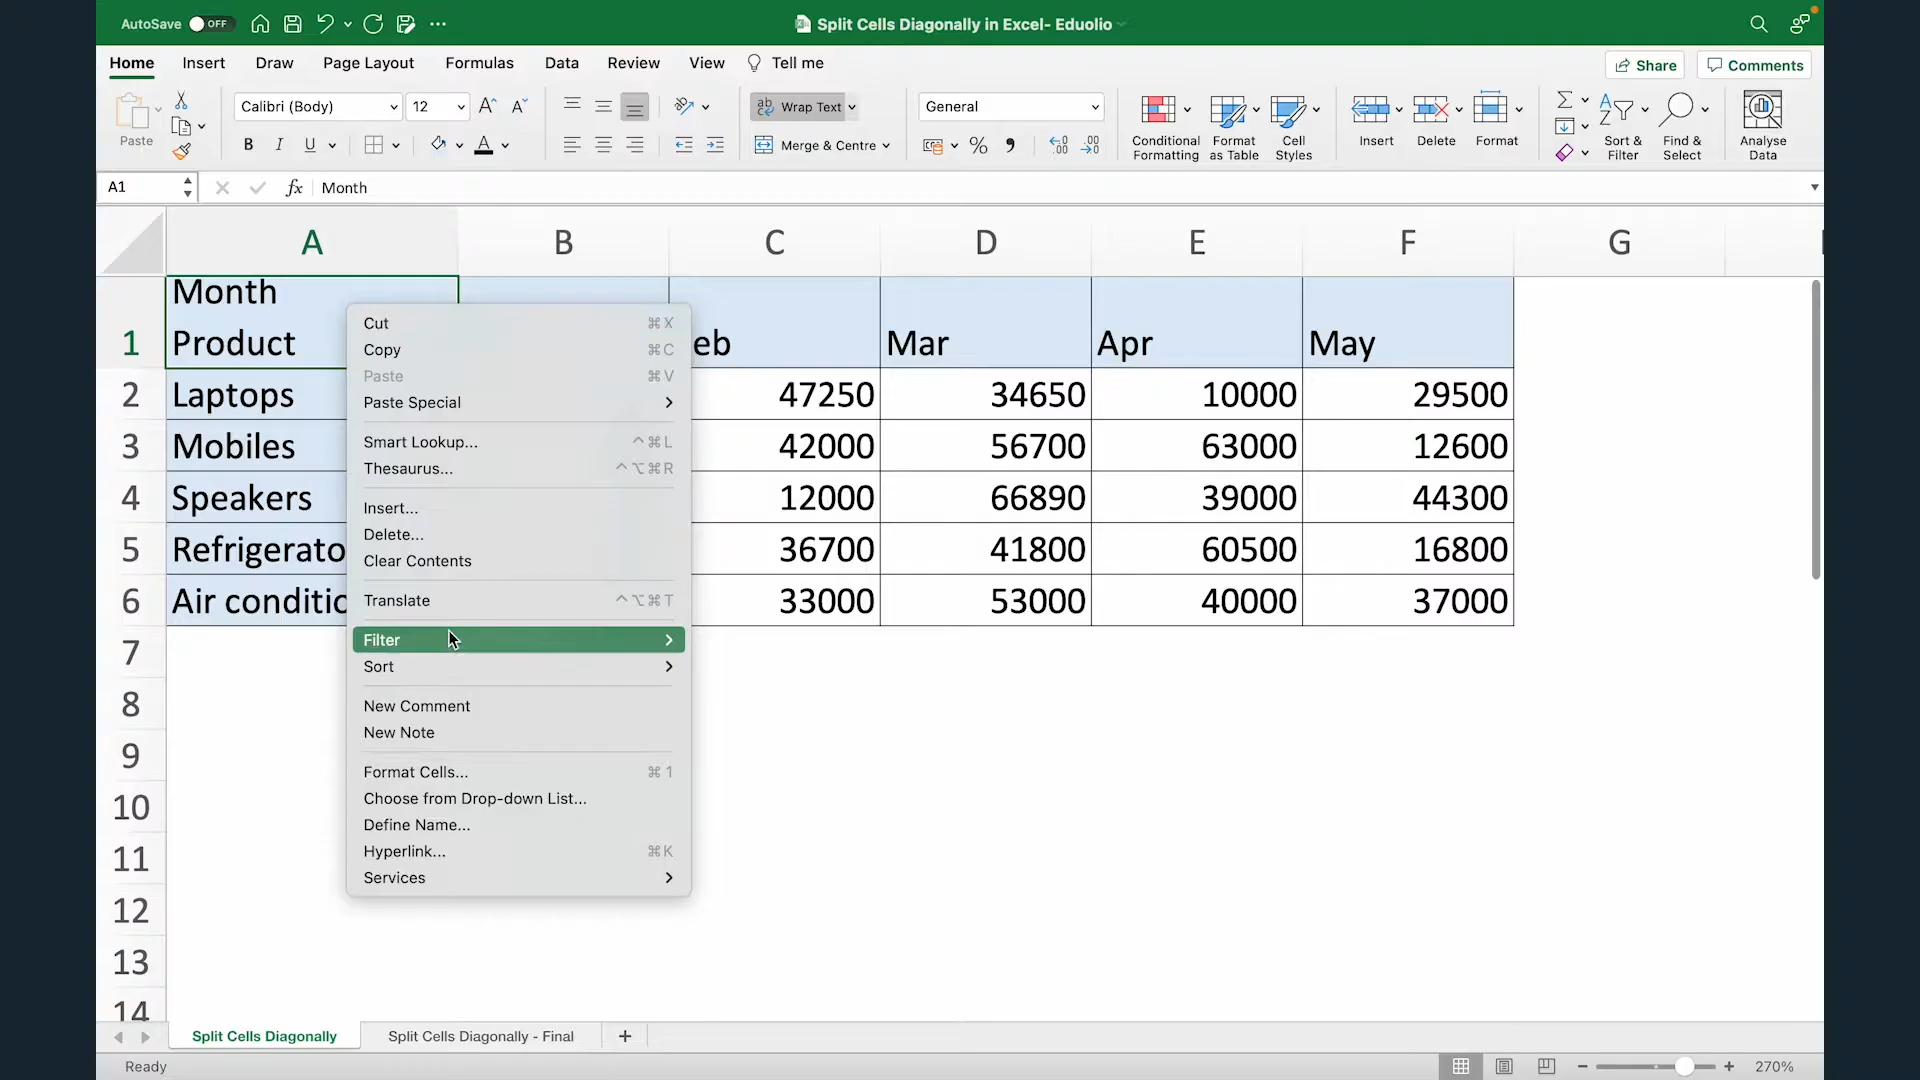 AutoSave OFF
Split Cells Diagonally in Excel- Eduolio
Home Insert Draw Page Layout Formulas Data Review View Tell me
Share Comments
Paste
Calibri (Body) 12
B I U A
ab Wrap Text
Merge & Centre
General
Conditional Formatting
Format as Table
Cell Styles
Insert
Delete
Format
Sort & Filter
Find & Select
Analyse Data
A1 fx Month
A B C D E F G
Month
1 Product eb Mar Apr May
2 Laptops 47250 34650 10000 29500
3 Mobiles 42000 56700 63000 12600
4 Speakers 12000 66890 39000 44300
5 Refrigerato 36700 41800 60500 16800
6 Air conditio 33000 53000 40000 37000
7
8
9
10
11
12
13
14
Cut ⌘X
Copy ⌘C
Paste ⌘V
Paste Special
Smart Lookup... ^⌘L
Thesaurus... ^⌥⌘R
Insert...
Delete...
Clear Contents
Translate ^⌥⌘T
Filter
Sort
New Comment
New Note
Format Cells... ⌘1
Choose from Drop-down List...
Define Name...
Hyperlink... ⌘K
Services
Split Cells Diagonally Split Cells Diagonally - Final
Ready 270%